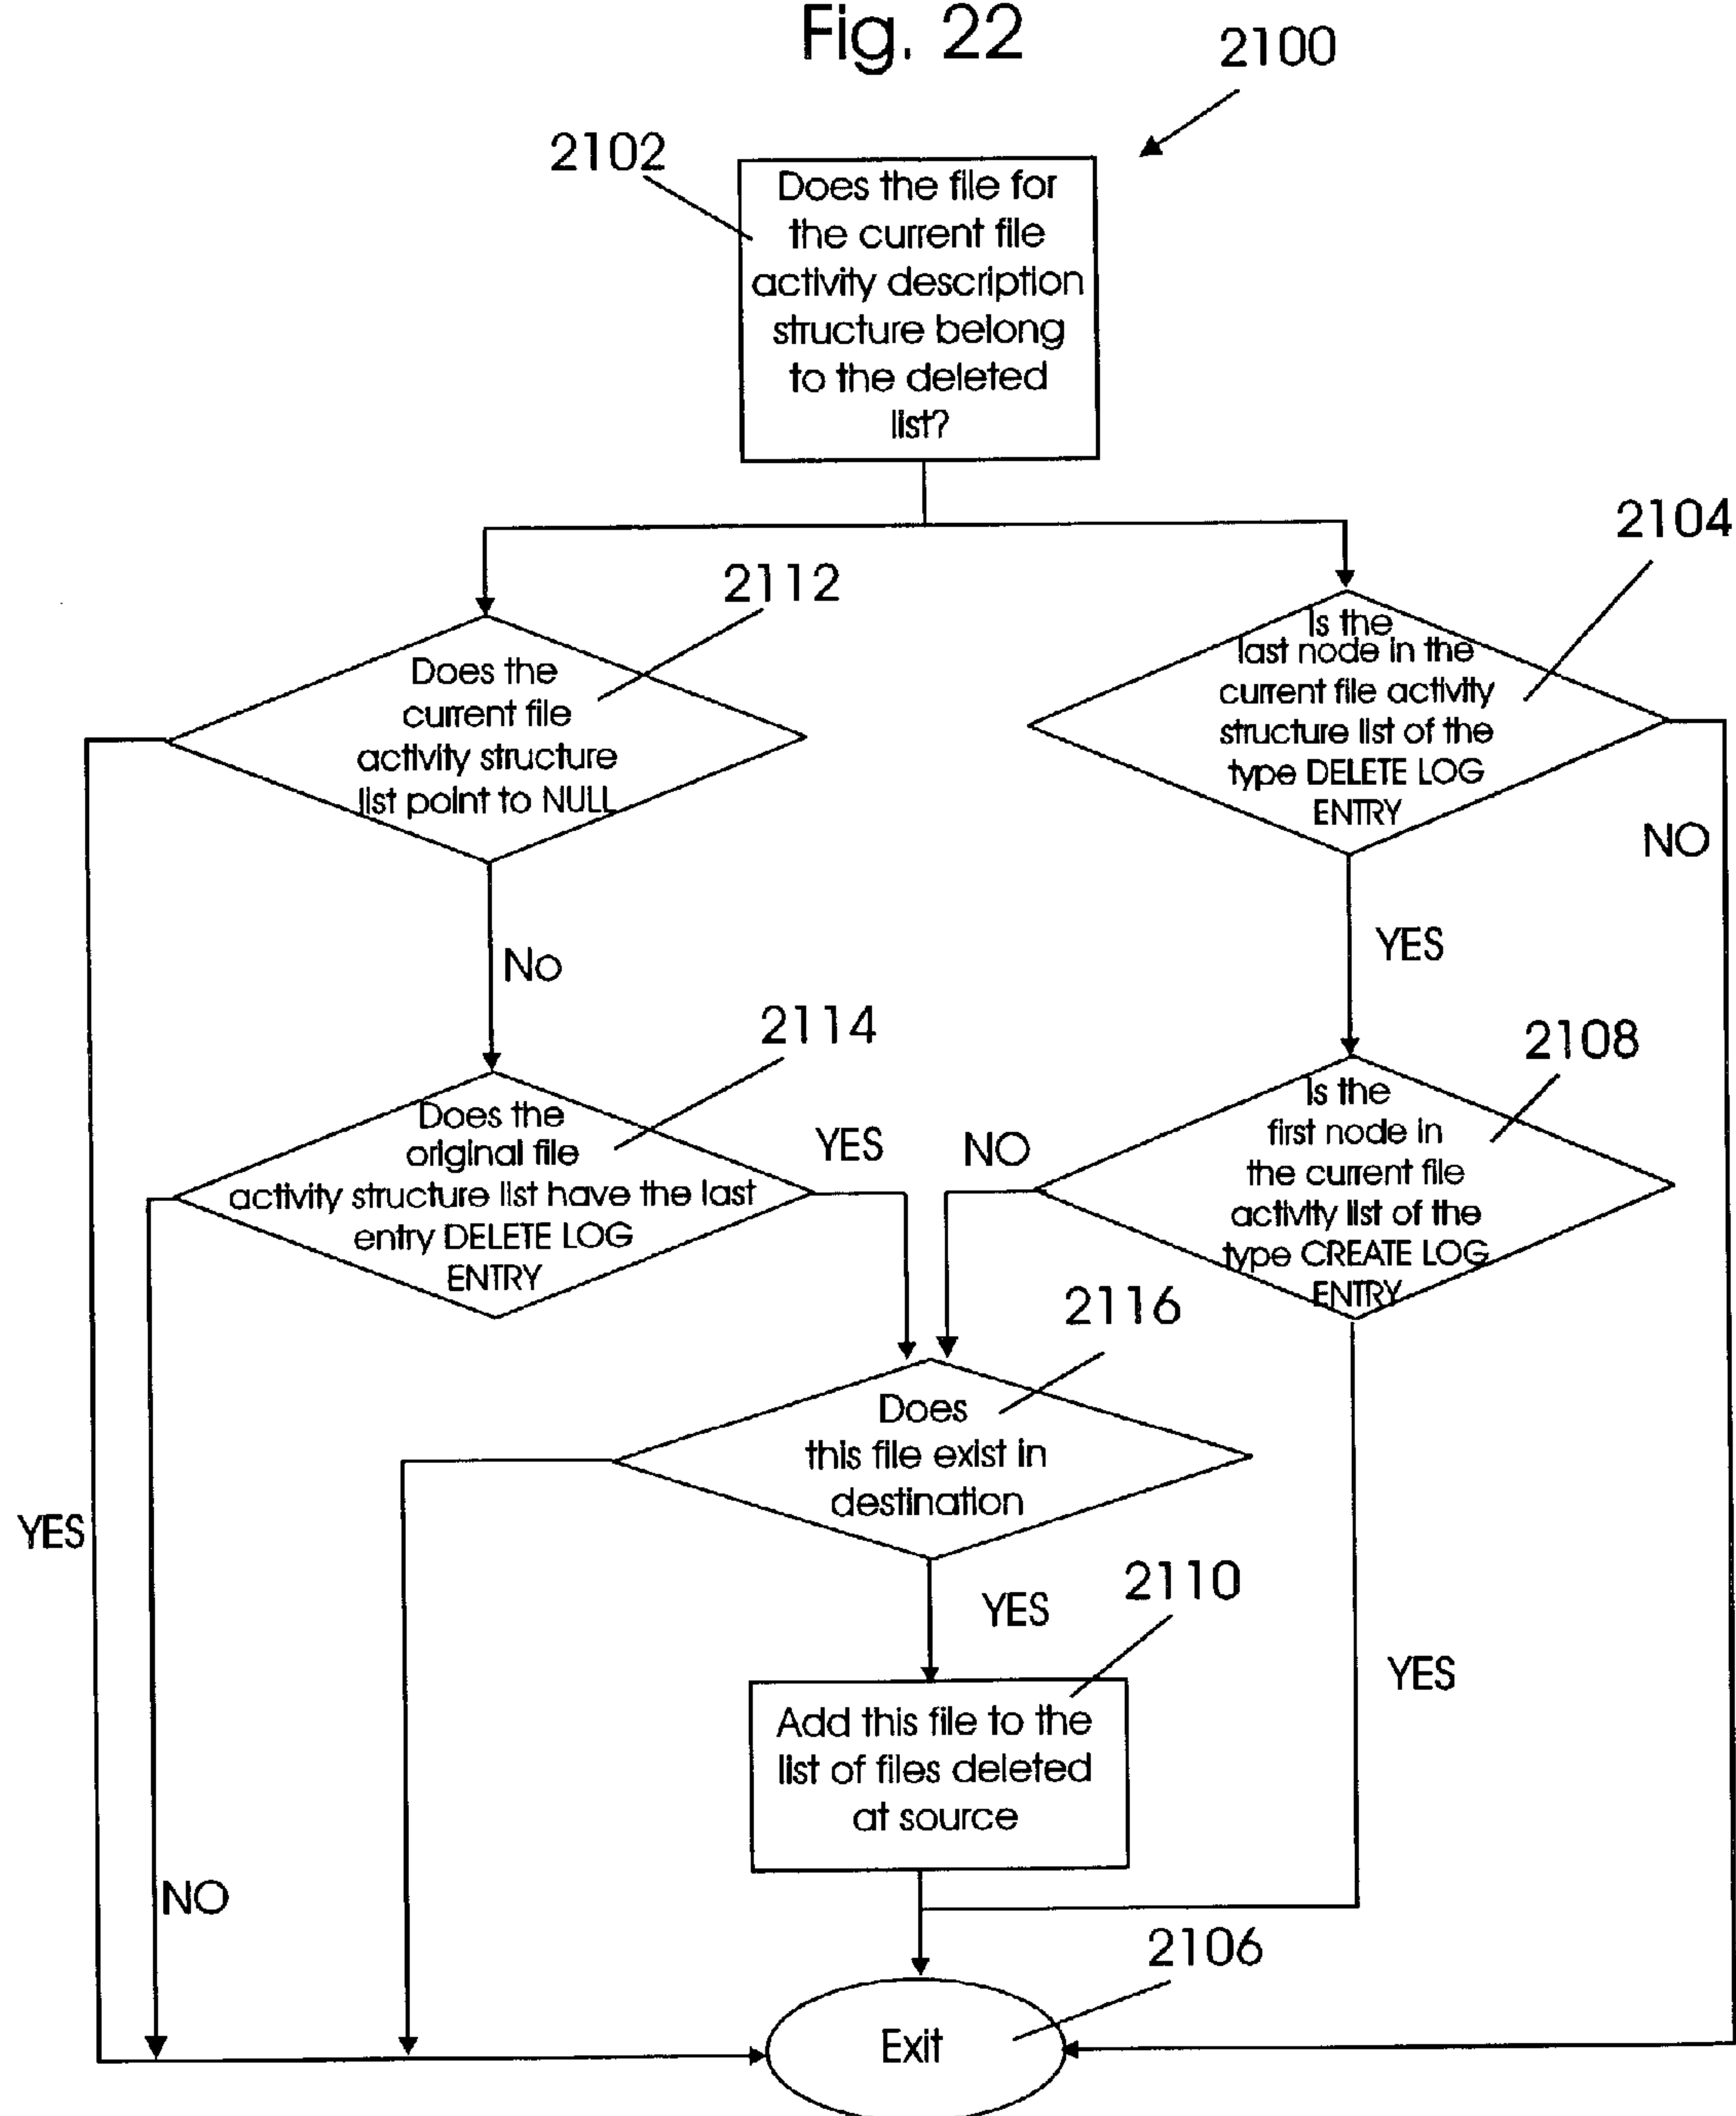 Fig. 22
2100
2102
Does the file for
the current file
activity description
structure belong
to the deleted
list?
2104
2112
Is the
last node in the
current file activity
structure list of the
type DELETE LOG
ENTRY
Does the
current file
activity structure
list point to NULL
NO
YES
No
2114
2108
Is the
first node in
the current file
activity list of the
type CREATE LOG
ENTRY
Does the
original file
activity structure list have the last
entry DELETE LOG
ENTRY
YES
NO
2116
Does
this file exist in
destination
YES
2110
YES
YES
Add this file to the
list of files deleted
at source
NO
2106
Exit